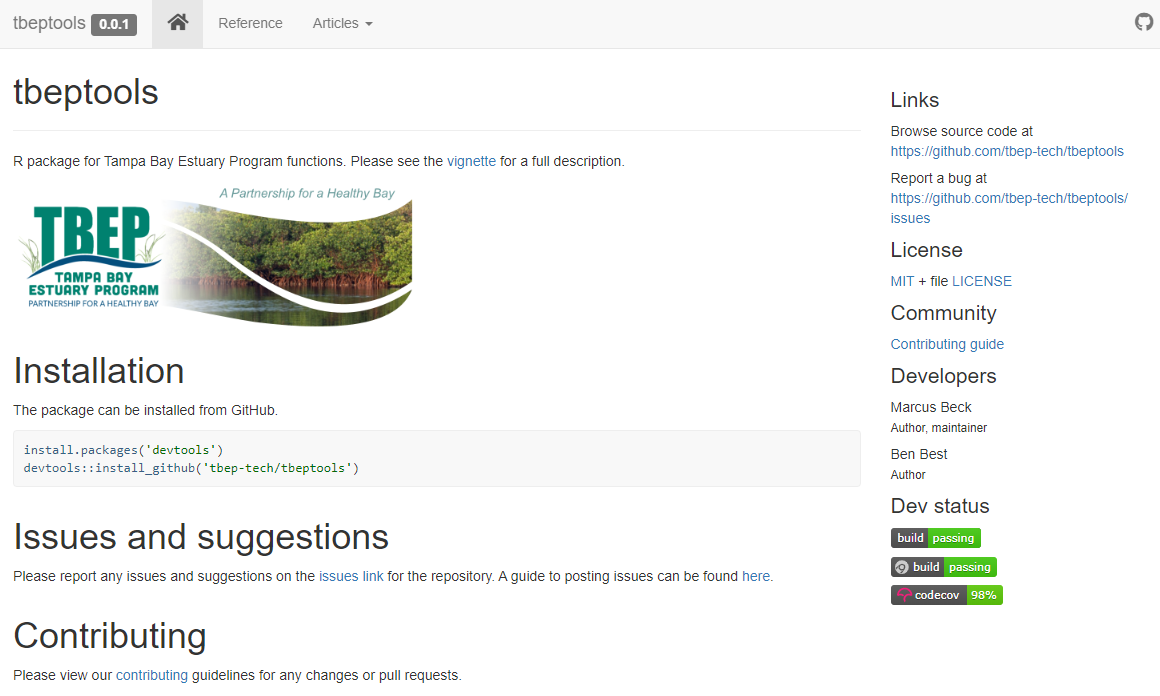 tbeptools 0.0.1 Reference Articles
tbeptools
R package for Tampa Bay Estuary Program functions. Please see the vignette for a full description.
A Partnership for a Healthy Bay
TBEP
TAMPA BAY
ESTUARY PROGRAM
PARTNERSHIP FOR A HEALTHY BAY
Installation
The package can be installed from GitHub.
install.packages('devtools')
devtools::install_github('tbep-tech/tbeptools')
Issues and suggestions
Please report any issues and suggestions on the issues link for the repository. A guide to posting issues can be found here.
Contributing
Please view our contributing guidelines for any changes or pull requests.
Links
Browse source code at
https://github.com/tbep-tech/tbeptools
Report a bug at
https://github.com/tbep-tech/tbeptools/
issues
License
MIT + file LICENSE
Community
Contributing guide
Developers
Marcus Beck
Author, maintainer
Ben Best
Author
Dev status
build passing
build passing
codecov 98%